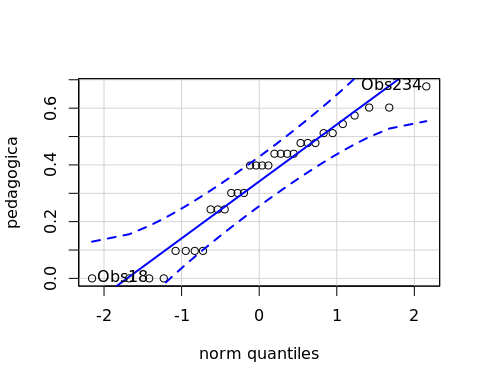 Obs234
Obs18
0.6
0.4
0.2
0.0
pedagogica
-2 -1 0 1 2
norm quantiles